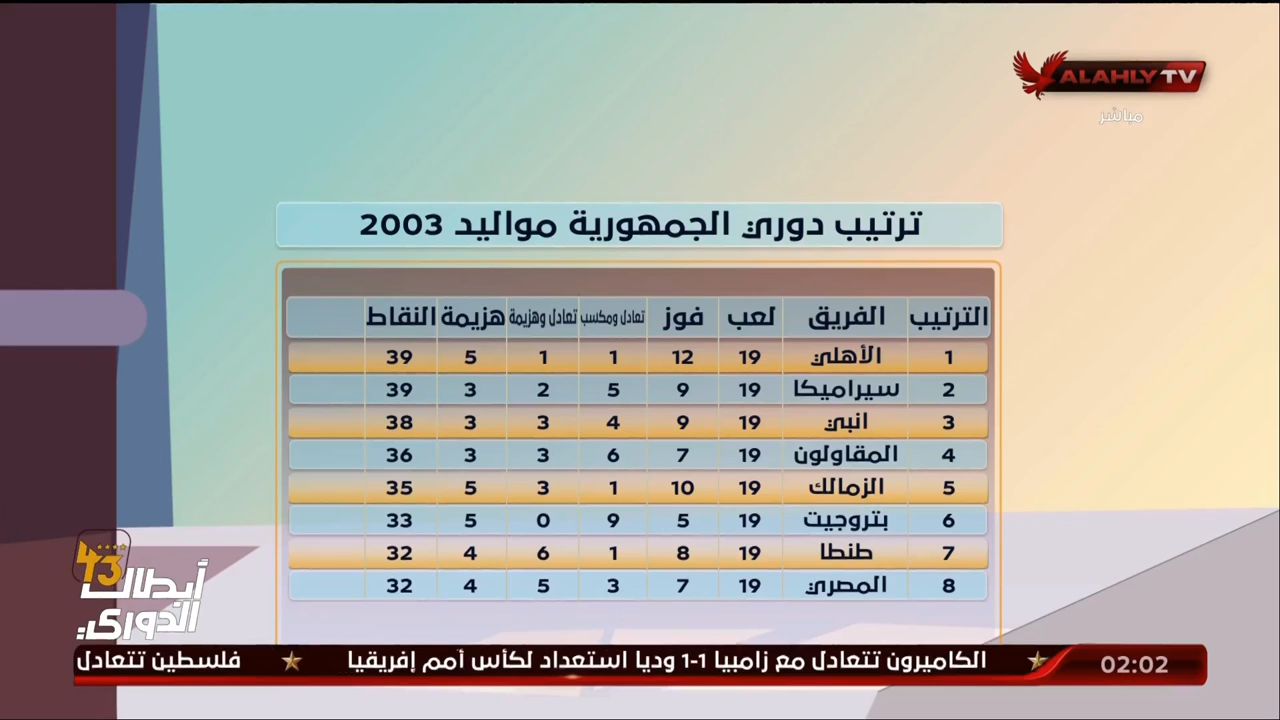 ALAHLY TV
مباشر
ترتيب دوري الجمهورية مواليد 2003
الترتيب الفريق لعب فوز تعادل ومكسب تعادل وهزيمة هزيمة النقاط
1 الأهلي 19 12 1 1 5 39
2 سيراميكا 19 9 5 2 3 39
3 انبي 19 9 4 3 3 38
4 المقاولون 19 7 6 3 3 36
5 الزمالك 19 10 1 3 5 35
6 بتروجيت 19 5 9 0 5 33
7 طنطا 19 8 1 6 4 32
8 المصري 19 7 3 5 4 32
43
أبطال
الدوري
02:02 الكاميرون تتعادل مع زامبيا 1-1 وديا استعداد لكأس أمم إفريقيا فلسطين تتعادل